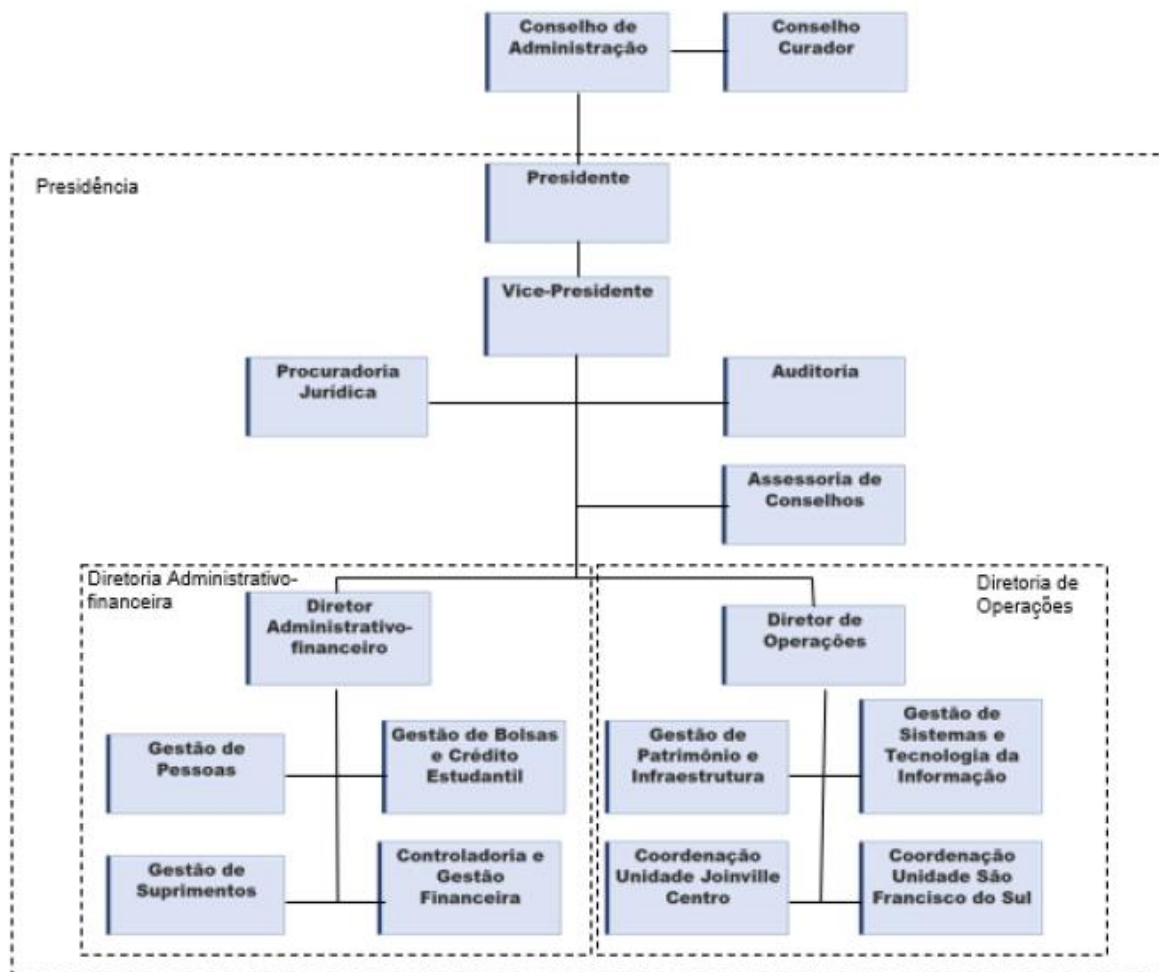 Conselho de
Administração
Conselho
Curador
Presidência
Presidente
Vice-Presidente
Procuradoria
Jurídica
Auditoria
Assessoria de
Conselhos
Diretoria Administrativo-
financeira
Diretor
Administrativo-
financeiro
Diretoria de
Operações
Diretor de
Operações
Gestão de
Pessoas
Gestão de Bolsas
e Crédito
Estudantil
Gestão de
Patrimônio e
Infraestrutura
Gestão de
Sistemas e
Tecnologia da
Informação
Gestão de
Suprimentos
Controladoria e
Gestão
Financeira
Coordenação
Unidade Joinville
Centro
Coordenação
Unidade São
Francisco do Sul